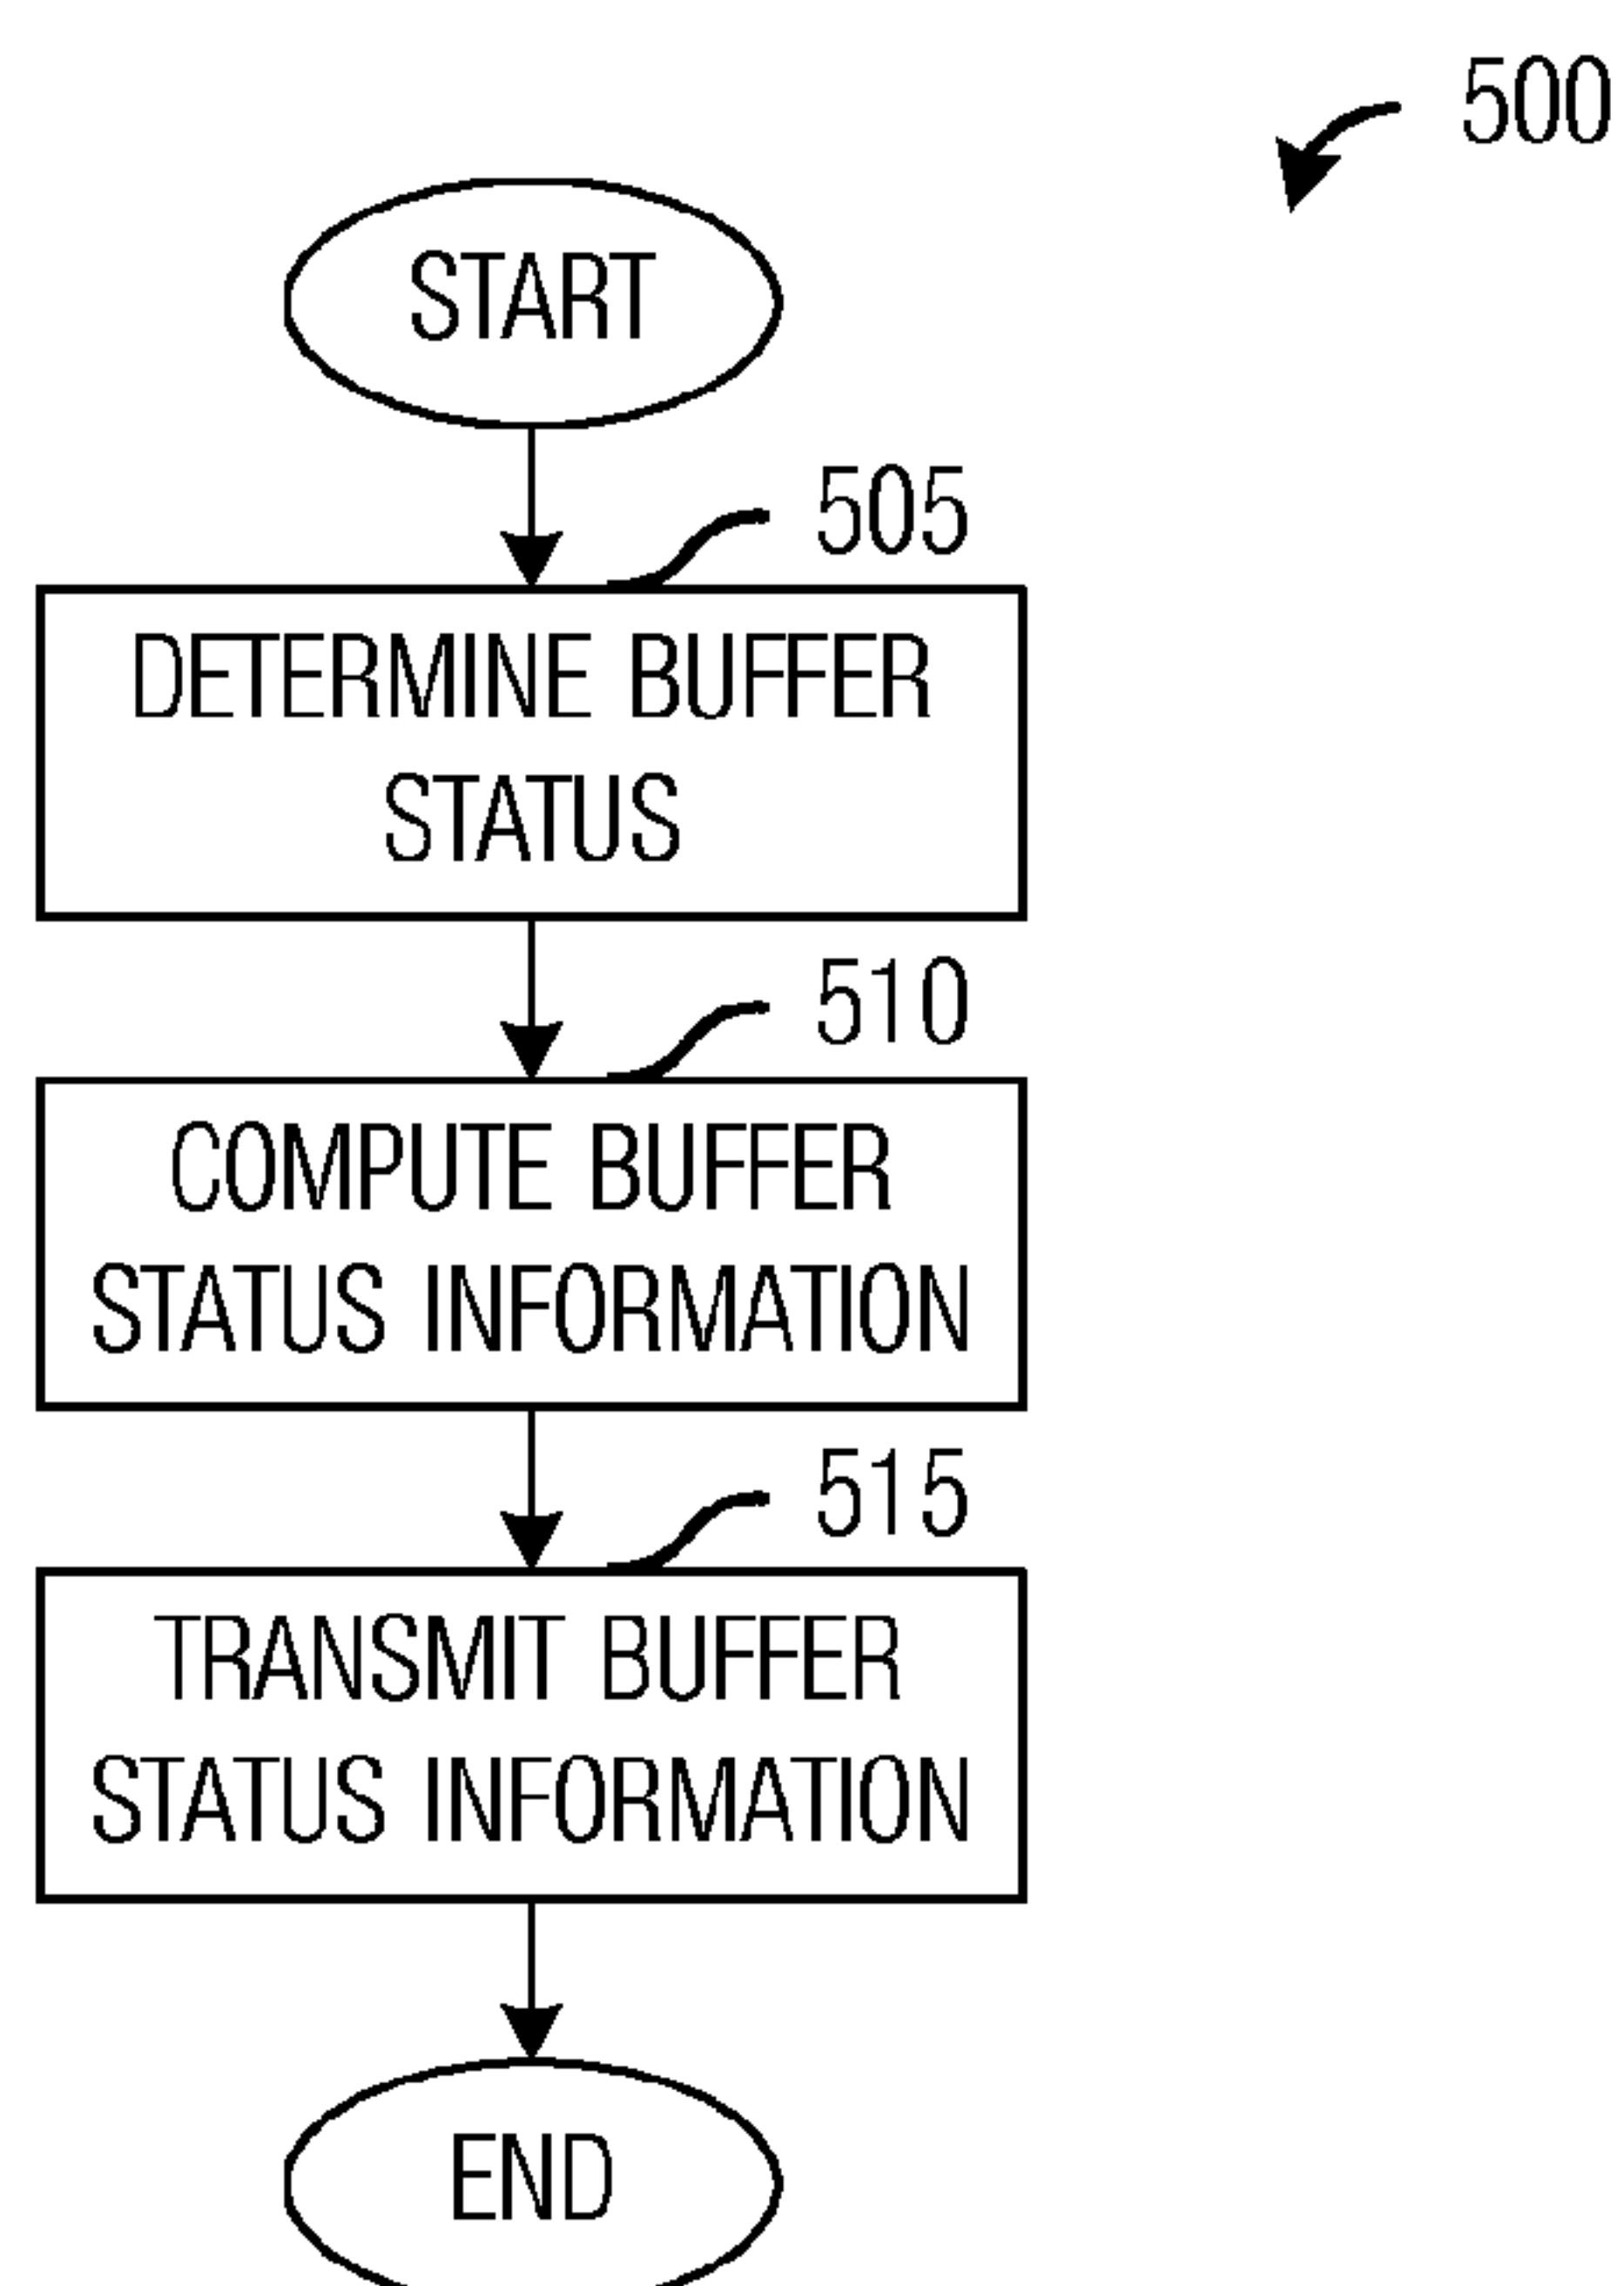 500
START
505
DETERMINE BUFFER
STATUS
510
COMPUTE BUFFER
STATUS INFORMATION
515
TRANSMIT BUFFER
STATUS INFORMATION
END